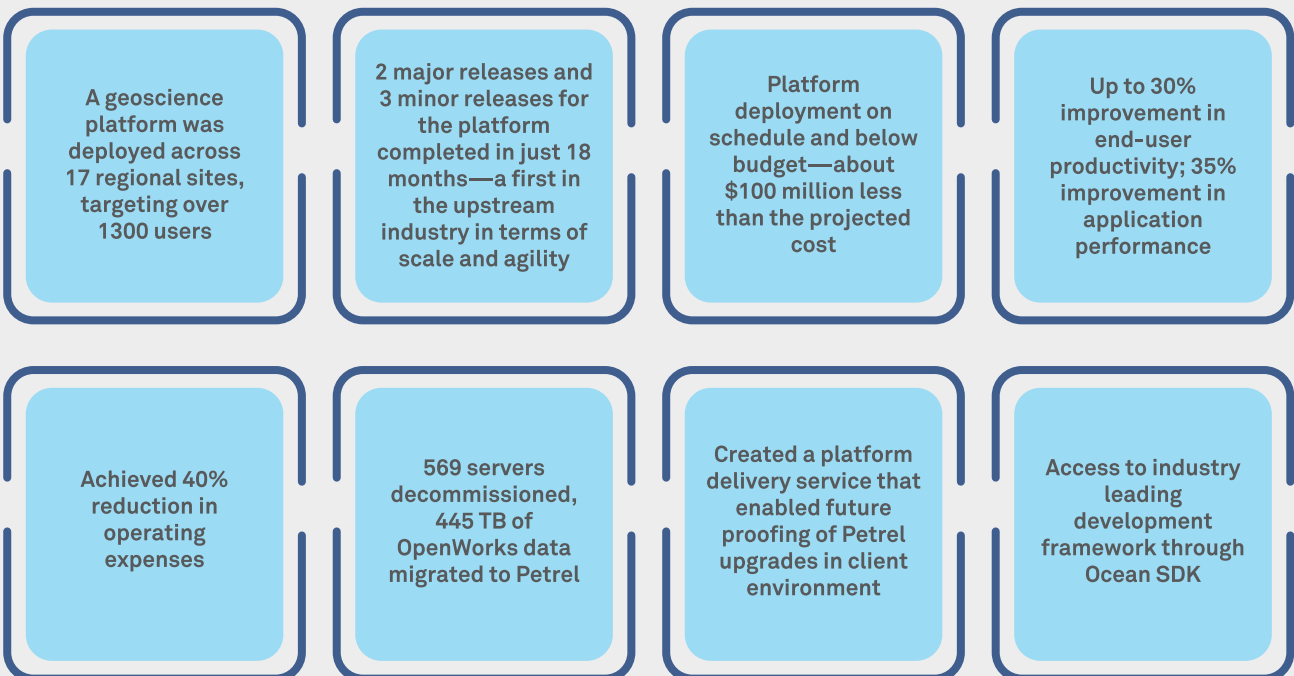 A geoscience
platform was
deployed across
17 regional sites,
targeting over
1300 users
2 major releases and
3 minor releases for
the platform
completed in just 18
months—a first in
the upstream
industry in terms of
scale and agility
Platform
deployment on
schedule and below
budget—about
$100 million less
than the projected
cost
Up to 30%
improvement in
end-user
productivity; 35%
improvement in
application
performance
Achieved 40%
reduction in
operating
expenses
569 servers
decommissioned,
445 TB of
OpenWorks data
migrated to Petrel
Created a platform
delivery service that
enabled future
proofing of Petrel
upgrades in client
environment
Access to industry
leading
development
framework through
Ocean SDK